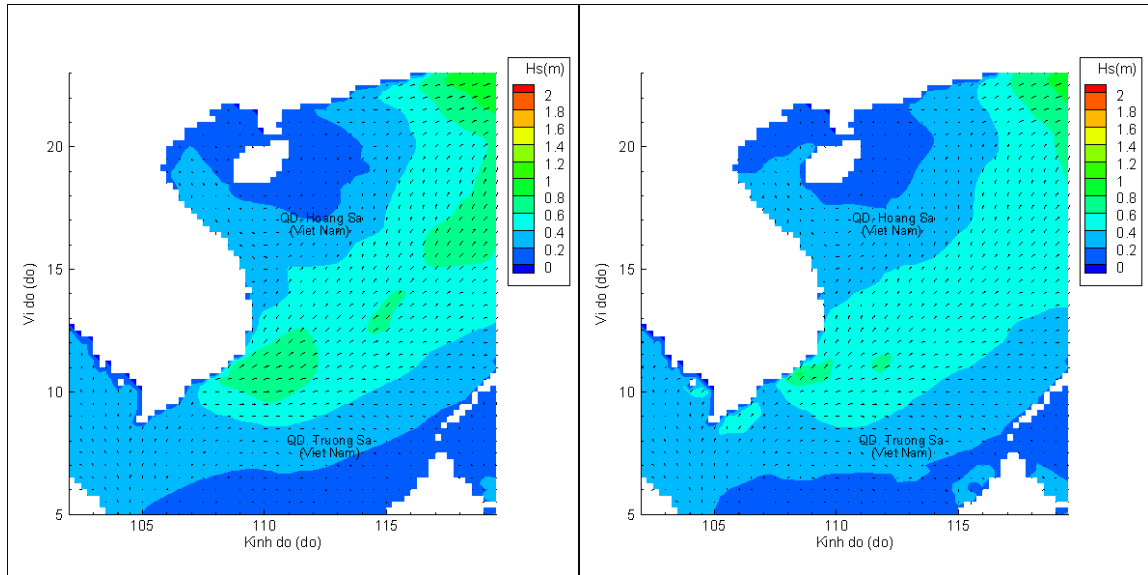 Hs(m)
2
1.8
1.6
1.4
1.2
1
0.8
0.6
0.4
0.2
0
Vi do (do)
20
15
10
5
QD. Hoang Sa
(Viet Nam)
QD. Truong Sa
(Viet Nam)
105
110
115
Kinh do (do)
Hs(m)
2
1.8
1.6
1.4
1.2
1
0.8
0.6
0.4
0.2
0
Vi do (do)
20
15
10
5
QD. Hoang Sa
(Viet Nam)
QD. Truong Sa
(Viet Nam)
105
110
115
Kinh do (do)